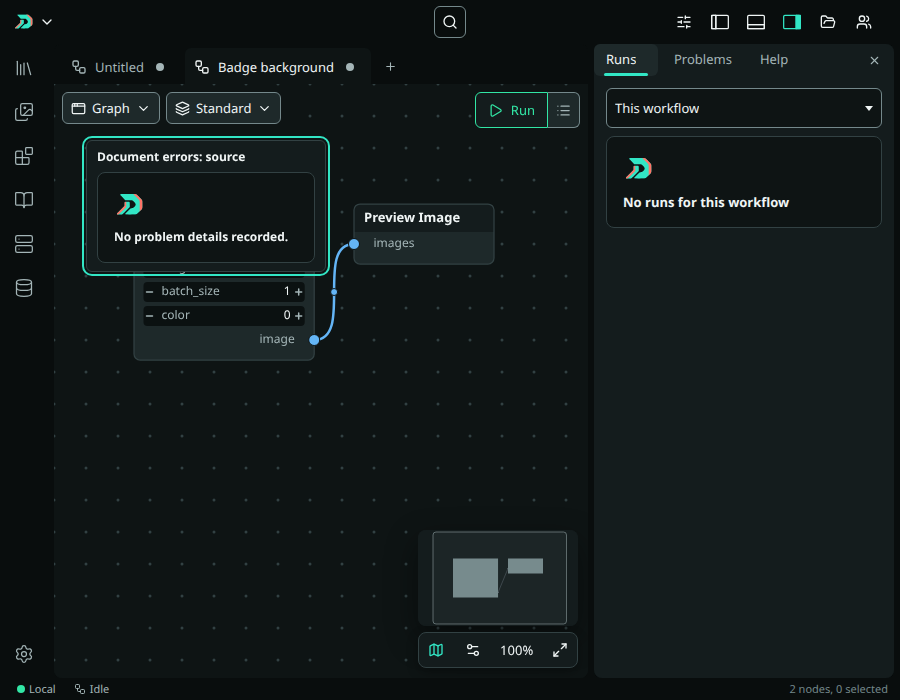 Untitled
Badge background
Runs
Problems
Help
Graph
Standard
Run
This workflow
Document errors: source
No problem details recorded.
No runs for this workflow
Preview Image
images
batch_size
1
color
0
image
100%
Local
Idle
2 nodes, 0 selected